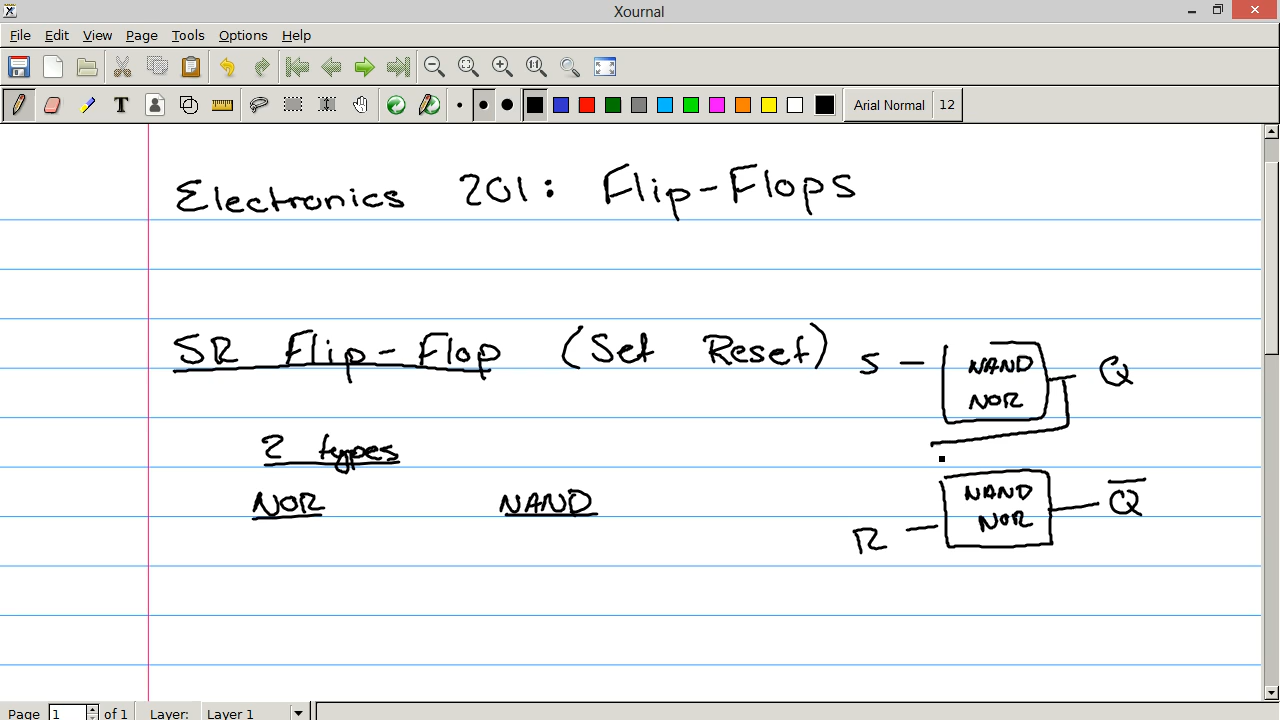 Xournal
File Edit View Page Tools Options Help
Arial Normal 12
Electronics 201: Flip-Flops
SR Flip-Flop (Set Reset)
S
NAND
NOR
Q
2 types
NOR NAND
NAND
NOR
Q̅
R
Page 1 of 1 Layer: Layer 1